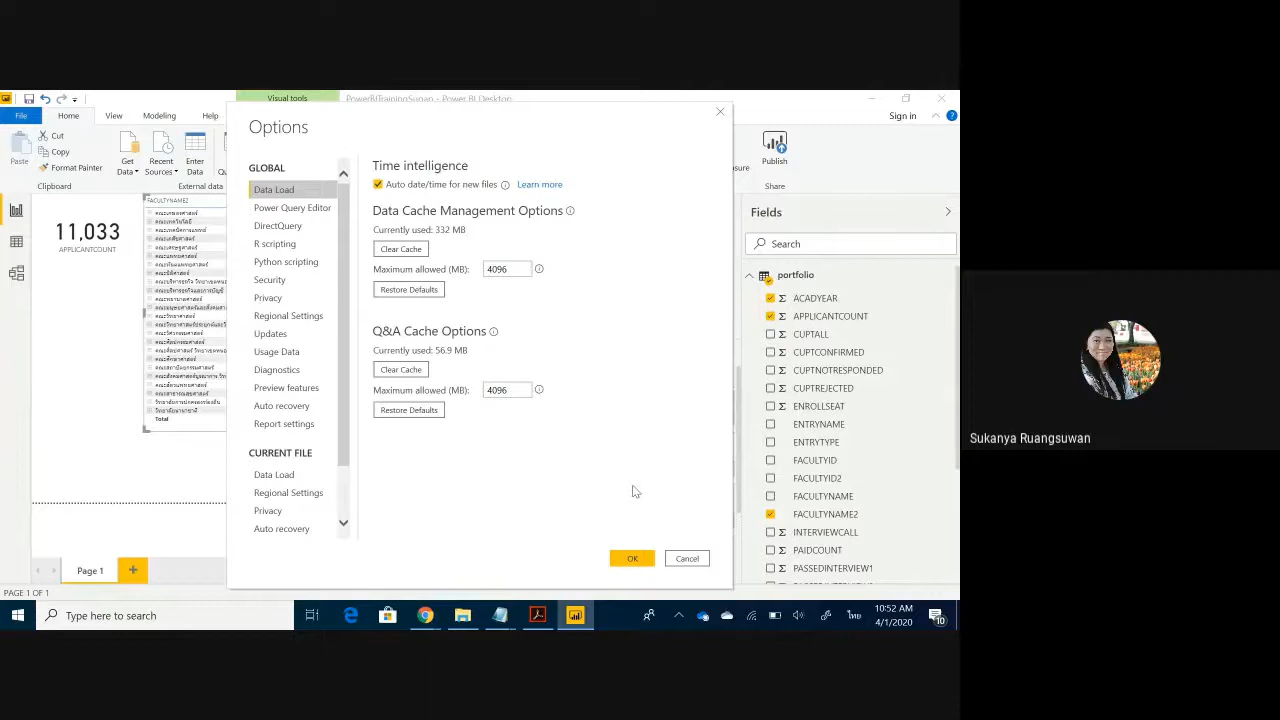 Visual tools
PowerBITrainingSugan - Power BI Desktop
File
Home
View
Modeling
Help
Sign in
Paste
Cut
Copy
Format Painter
Clipboard
Get
Data
Recent
Sources
Enter
Data
External data
Publish
Share
11,033
APPLICANTCOUNT
FACULTYNAME2
Total
Options
GLOBAL
Data Load
Power Query Editor
DirectQuery
R scripting
Python scripting
Security
Privacy
Regional Settings
Updates
Usage Data
Diagnostics
Preview features
Auto recovery
Report settings
CURRENT FILE
Data Load
Regional Settings
Privacy
Auto recovery
Time intelligence
Auto date/time for new files
Learn more
Data Cache Management Options
Currently used: 332 MB
Clear Cache
Maximum allowed (MB): 4096
Restore Defaults
Q&A Cache Options
Currently used: 56.9 MB
Clear Cache
Maximum allowed (MB): 4096
Restore Defaults
OK
Cancel
Fields
Search
portfolio
ACADYEAR
APPLICANTCOUNT
CUPTALL
CUPTCONFIRMED
CUPTNOTRESPONDED
CUPTREJECTED
ENROLLSEAT
ENTRYNAME
ENTRYTYPE
FACULTYID
FACULTYID2
FACULTYNAME
FACULTYNAME2
INTERVIEWCALL
PAIDCOUNT
PASSEDINTERVIEW1
Page 1
PAGE 1 OF 1
Type here to search
ไทย
10:52 AM
4/1/2020
10
Sukanya Ruangsuwan